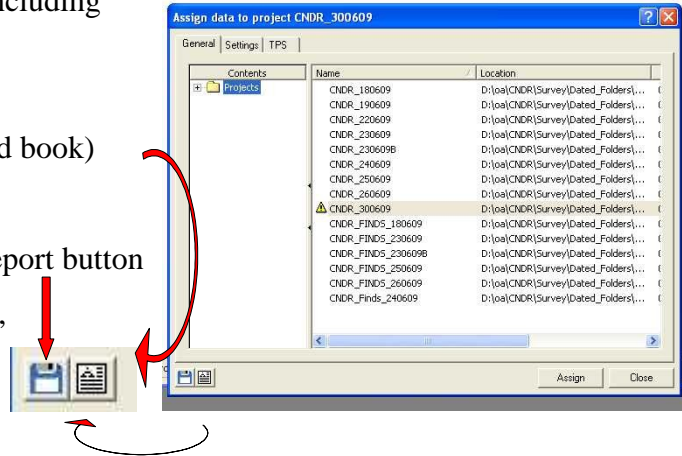 ncluding
d book)
eport button
,
Assign data to project CNDR_300609
General Settings TPS
Contents Name Location
Projects
CNDR_180609 D:\oa\CNDR\Survey\Dated_Folders\...
CNDR_190609 D:\oa\CNDR\Survey\Dated_Folders\...
CNDR_220609 D:\oa\CNDR\Survey\Dated_Folders\...
CNDR_230609 D:\oa\CNDR\Survey\Dated_Folders\...
CNDR_230609B D:\oa\CNDR\Survey\Dated_Folders\...
CNDR_240609 D:\oa\CNDR\Survey\Dated_Folders\...
CNDR_250609 D:\oa\CNDR\Survey\Dated_Folders\...
CNDR_260609 D:\oa\CNDR\Survey\Dated_Folders\...
CNDR_300609 D:\oa\CNDR\Survey\Dated_Folders\...
CNDR_FINDS_180609 D:\oa\CNDR\Survey\Dated_Folders\...
CNDR_FINDS_230609 D:\oa\CNDR\Survey\Dated_Folders\...
CNDR_FINDS_230609B D:\oa\CNDR\Survey\Dated_Folders\...
CNDR_FINDS_250609 D:\oa\CNDR\Survey\Dated_Folders\...
CNDR_FINDS_260609 D:\oa\CNDR\Survey\Dated_Folders\...
CNDR_Finds_240609 D:\oa\CNDR\Survey\Dated_Folders\...
Assign Close